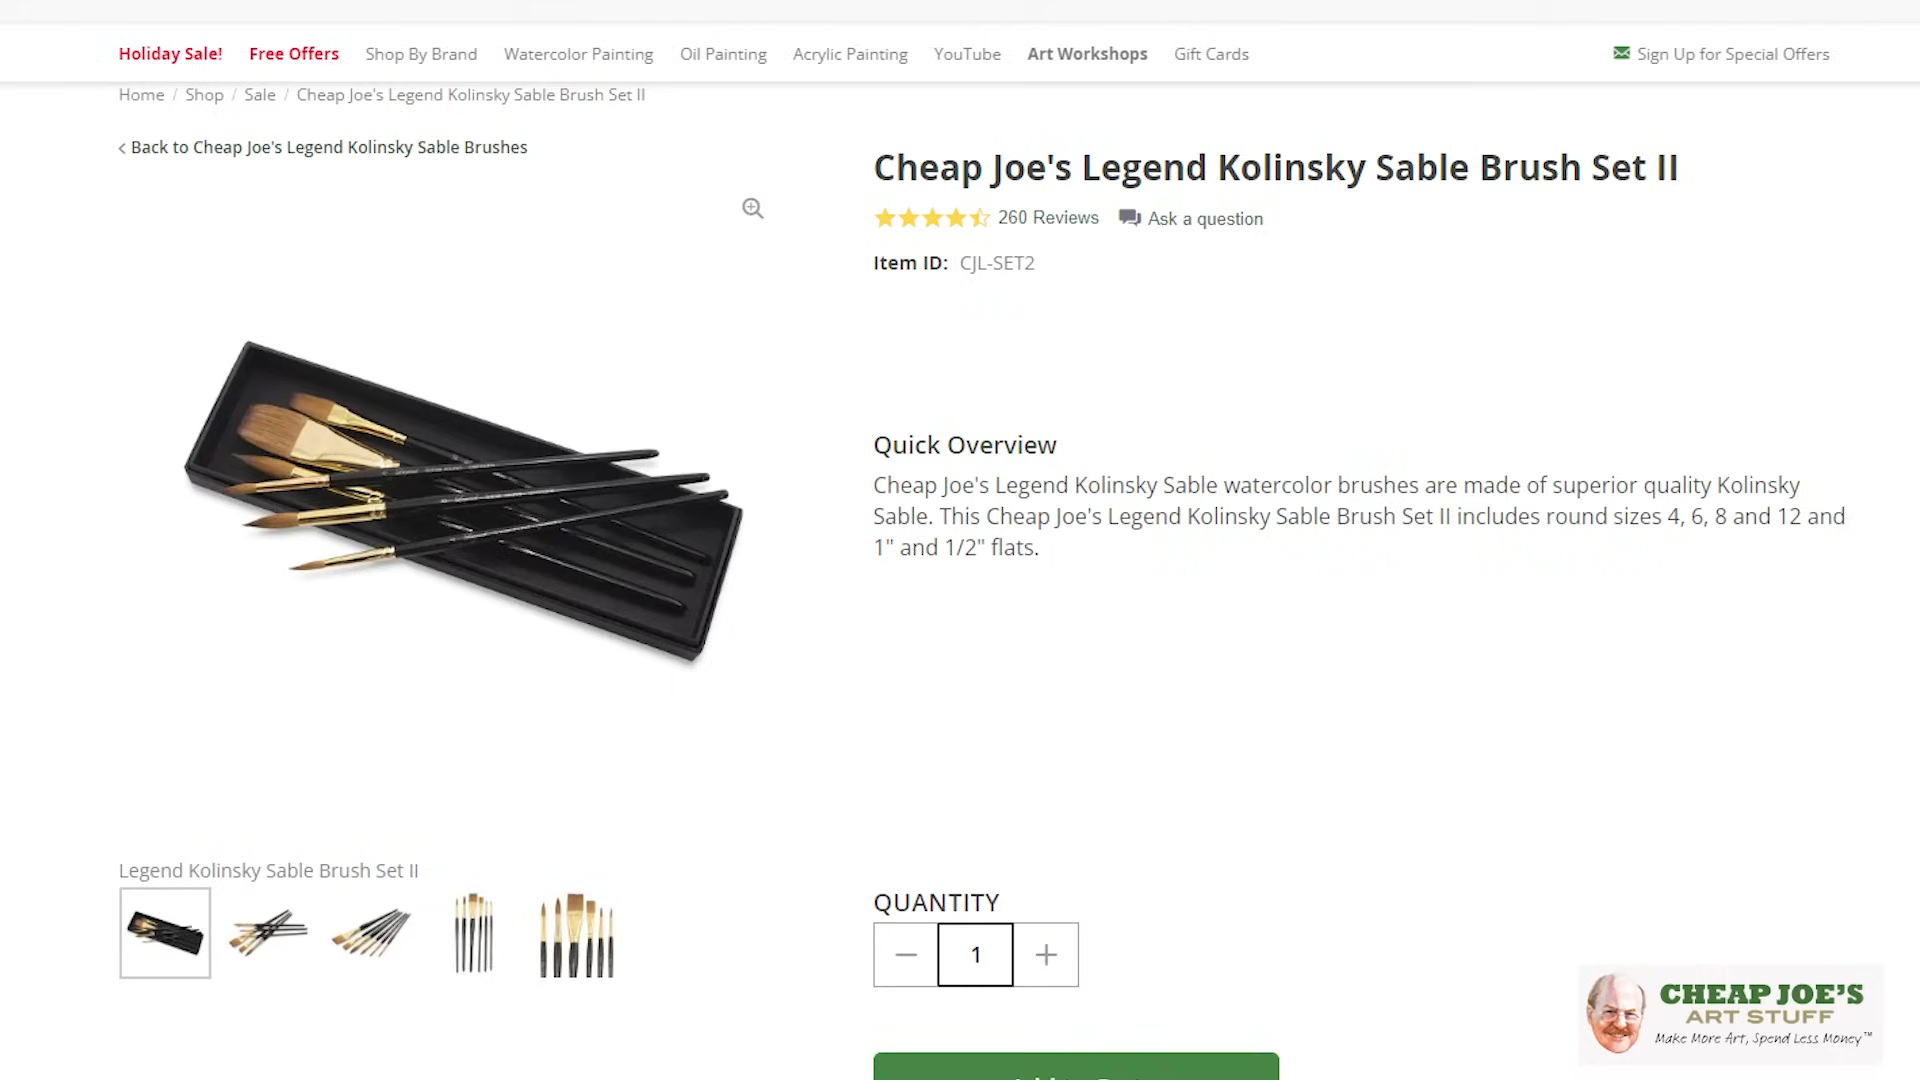 Holiday Sale! Free Offers Shop By Brand Watercolor Painting Oil Painting Acrylic Painting YouTube Art Workshops Gift Cards Sign Up for Special Offers
Home / Shop / Sale / Cheap Joe's Legend Kolinsky Sable Brush Set II
< Back to Cheap Joe's Legend Kolinsky Sable Brushes
Cheap Joe's Legend Kolinsky Sable Brush Set II
260 Reviews Ask a question
Item ID: CJL-SET2
Quick Overview
Cheap Joe's Legend Kolinsky Sable watercolor brushes are made of superior quality Kolinsky
Sable. This Cheap Joe's Legend Kolinsky Sable Brush Set II includes round sizes 4, 6, 8 and 12 and
1" and 1/2" flats.
Legend Kolinsky Sable Brush Set II
QUANTITY
− 1 +
CHEAP JOE'S
ART STUFF
Make More Art, Spend Less Money™